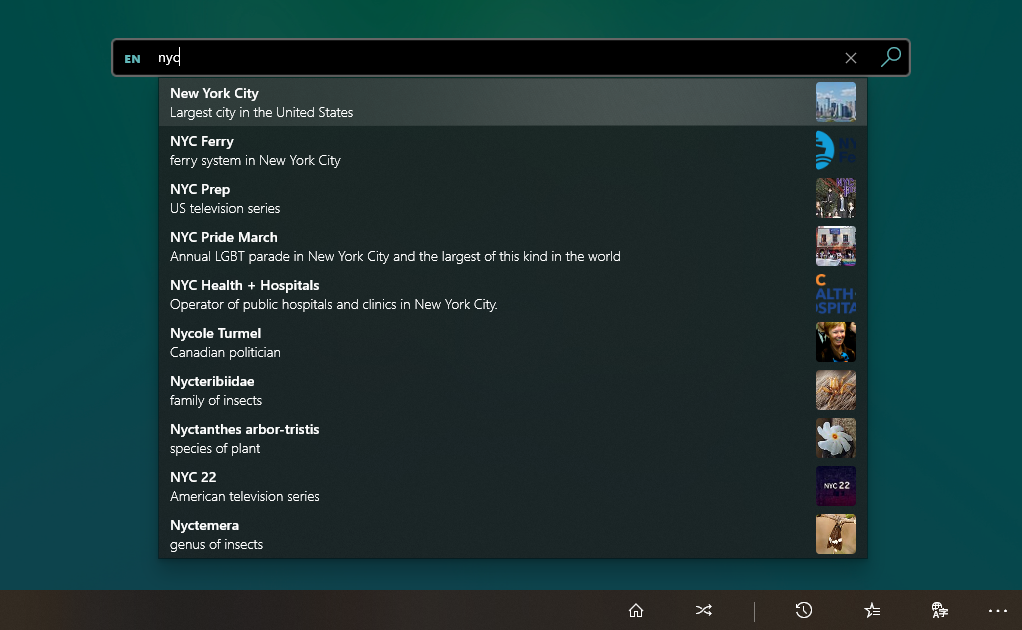 EN nyc
New York City
Largest city in the United States
NYC Ferry
ferry system in New York City
NYC Prep
US television series
NYC Pride March
Annual LGBT parade in New York City and the largest of this kind in the world
NYC Health + Hospitals
Operator of public hospitals and clinics in New York City.
C
ALTH+
SPITA
Nycole Turmel
Canadian politician
Nycteribiidae
family of insects
Nyctanthes arbor-tristis
species of plant
NYC 22
American television series
NYC 22
Nyctemera
genus of insects
A字